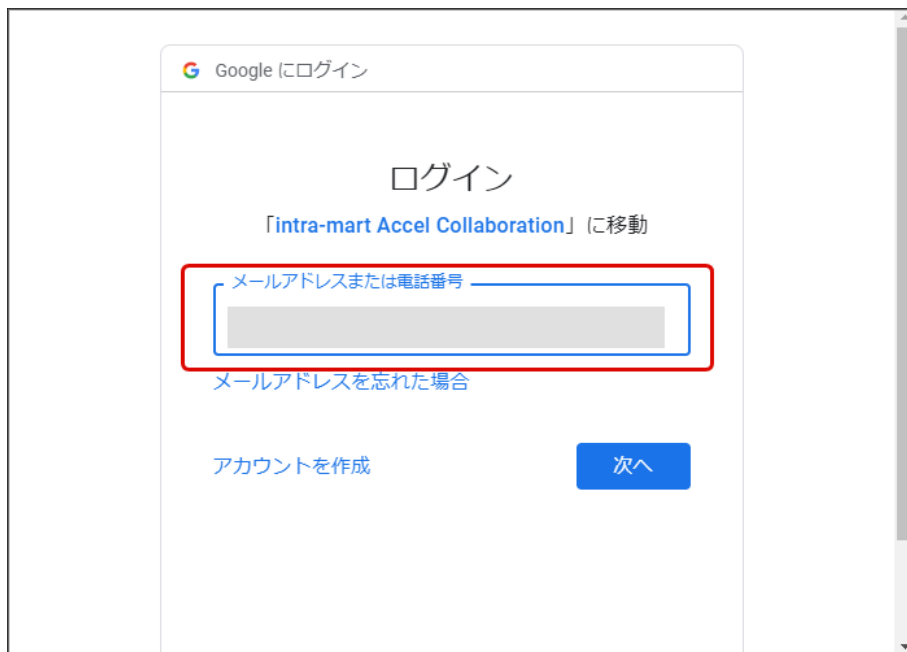 Google にログイン
ログイン
「intra-mart Accel Collaboration」に移動
メールアドレスまたは電話番号
メールアドレスを忘れた場合
アカウントを作成
次へ